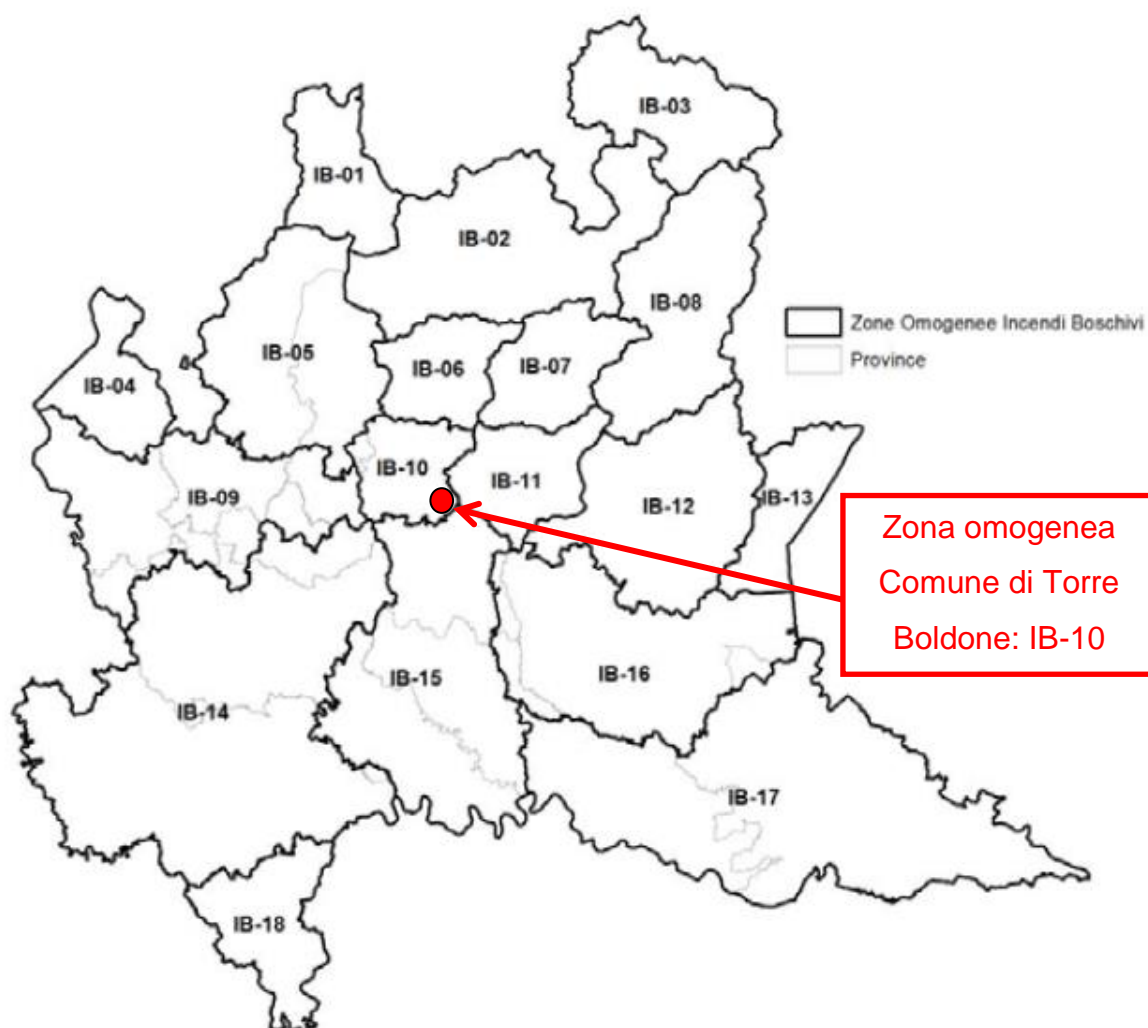 IB-03
IB-01
IB-02
IB-08
Zone Omogenee Incendi Boschivi
Province
IB-05
IB-06
IB-07
IB-04
IB-10
IB-11
IB-09
IB-12
IB-13
Zona omogenea
Comune di Torre
Boldone: IB-10
IB-15
IB-16
IB-14
IB-17
IB-18